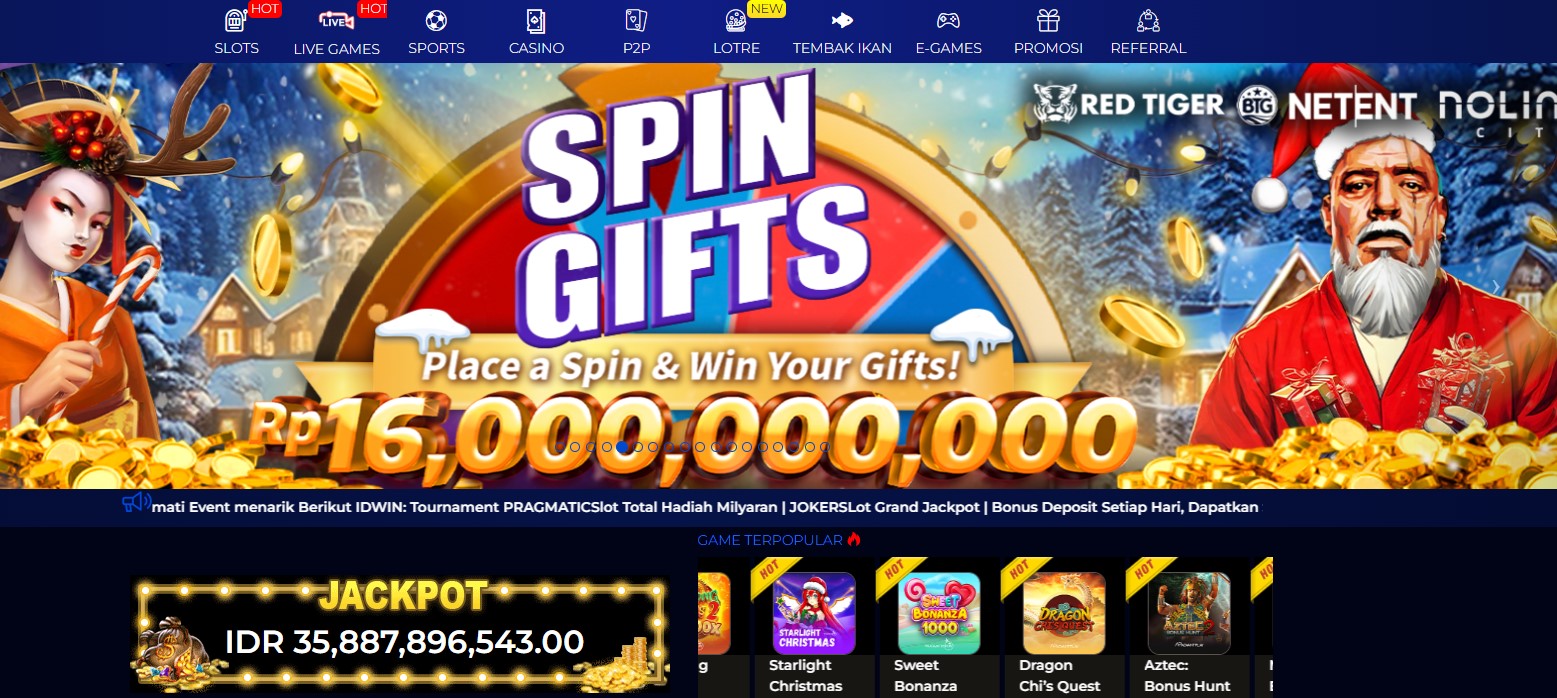 HOT HOT NEW
SLOTS LIVE GAMES SPORTS CASINO P2P LOTRE TEMBAK IKAN E-GAMES PROMOSI REFERRAL
LIVE
RED TIGER BTG NETENT NOLIN
CIT
SPIN
GIFTS
Place a Spin & Win Your Gifts!
Rp16,000,000,000
mati Event menarik Berikut IDWIN: Tournament PRAGMATICSlot Total Hadiah Milyaran | JOKERSLot Grand Jackpot | Bonus Deposit Setiap Hari, Dapatkan
GAME TERPOPULAR
JACKPOT
IDR 35,887,896,543.00
HOT HOT HOT HOT HO
STARLIGHT
CHRISTMAS
SWEET
BONANZA
1000
DRAGON
CHI'S QUEST
AZTEC
BONUS HUNT
g Starlight Sweet Dragon Aztec:
Christmas Bonanza Chi's Quest Bonus Hunt